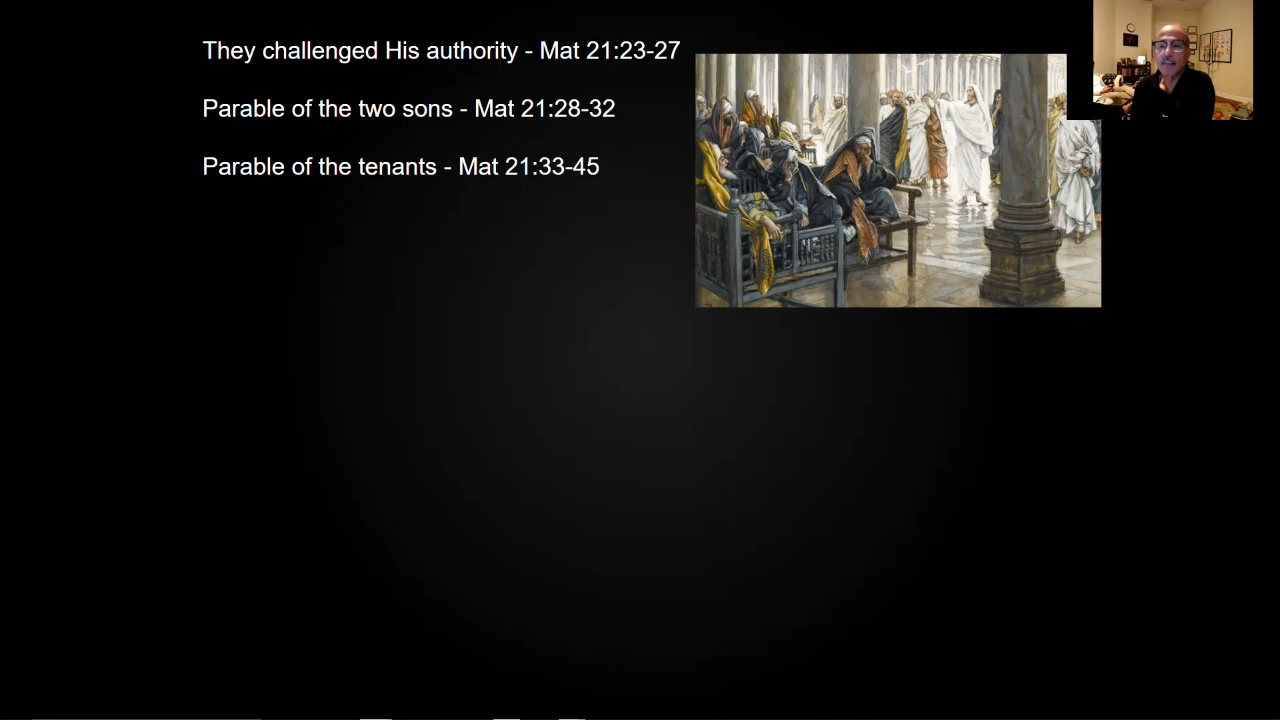 They challenged His authority - Mat 21:23-27
Parable of the two sons - Mat 21:28-32
Parable of the tenants - Mat 21:33-45